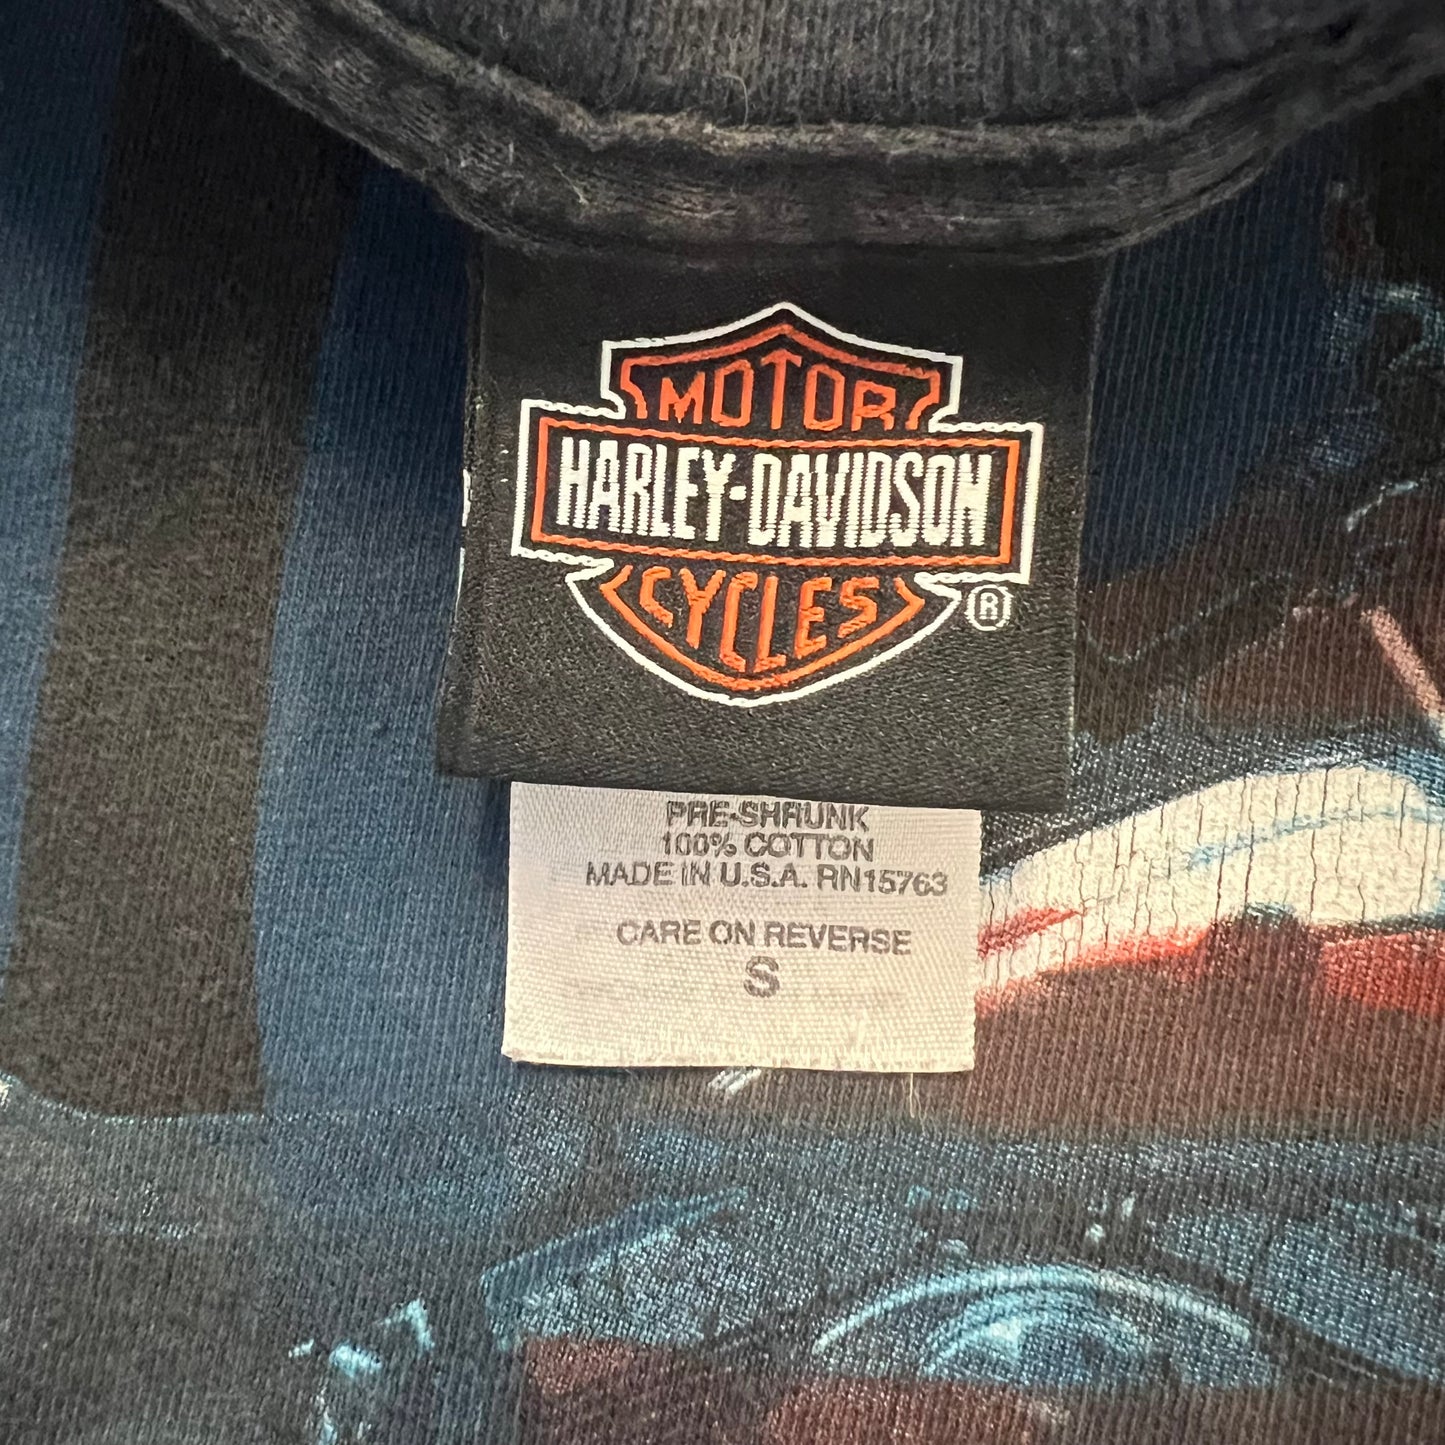 MOTOR
HARLEY-DAVIDSON
CYCLES
®
PRE-SHRUNK
100% COTTON
MADE IN U.S.A. RN15763
CARE ON REVERSE
S